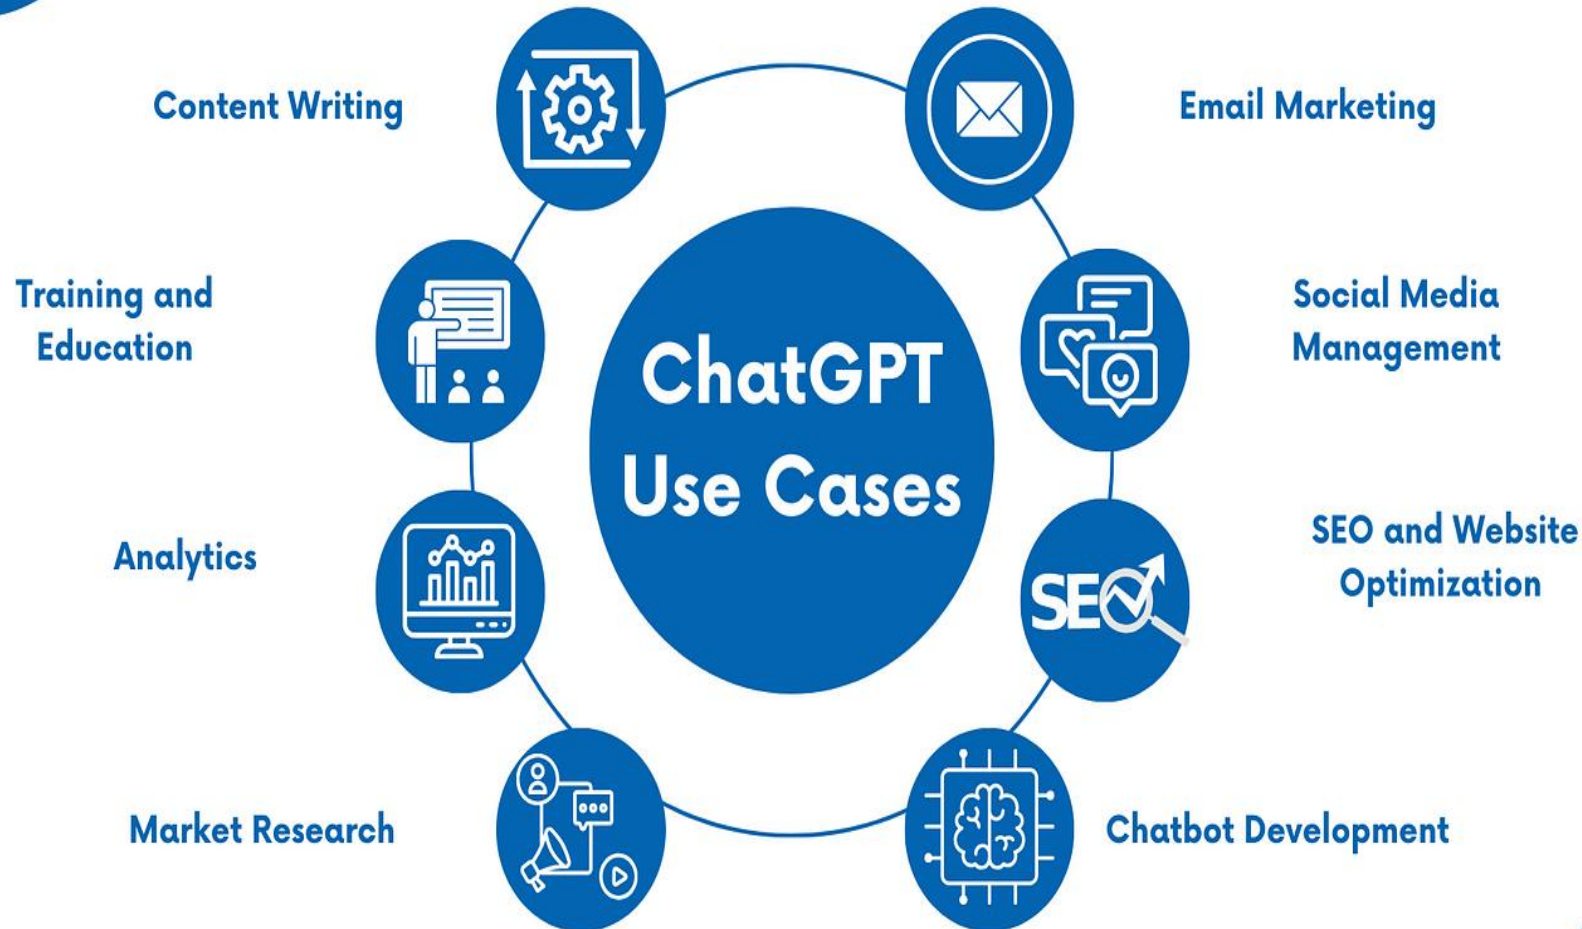 Content Writing
Email Marketing
Training and
Education
Social Media
Management
ChatGPT
Use Cases
Analytics
SEO and Website
Optimization
SEO
Market Research
Chatbot Development